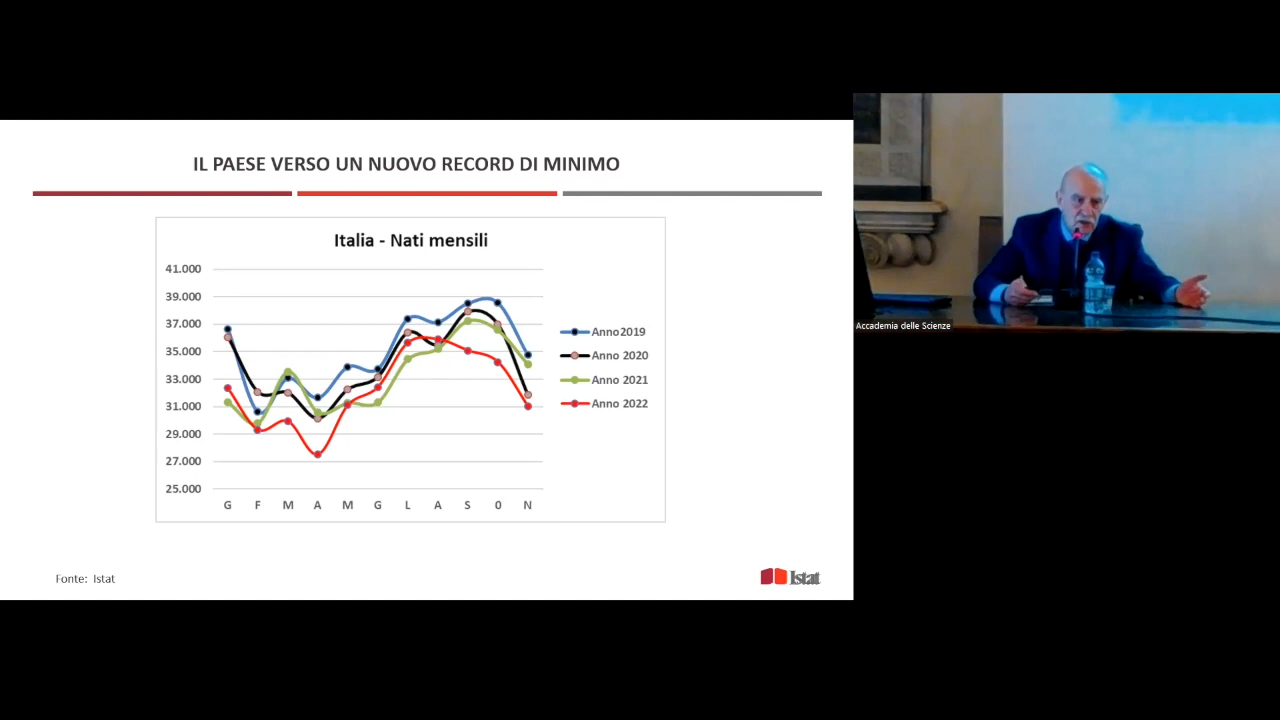 IL PAESE VERSO UN NUOVO RECORD DI MINIMO
Italia - Nati mensili
41.000
39.000
37.000
35.000
33.000
31.000
29.000
27.000
25.000
G F M A M G L A S 0 N
Anno2019
Anno 2020
Anno 2021
Anno 2022
Fonte: Istat
Istat
Accademia delle Scienze